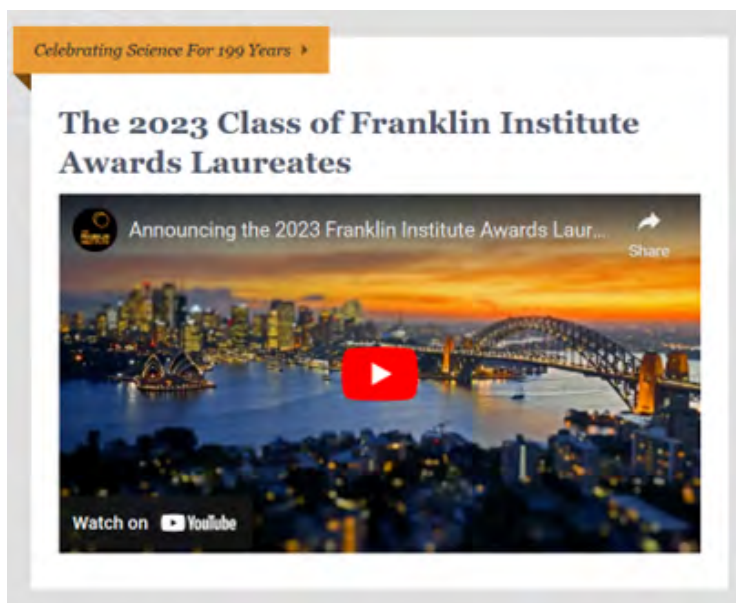 Celebrating Science For 199 Years
The 2023 Class of Franklin Institute
Awards Laureates
Announcing the 2023 Franklin Institute Awards Laur...
Share
Watch on YouTube